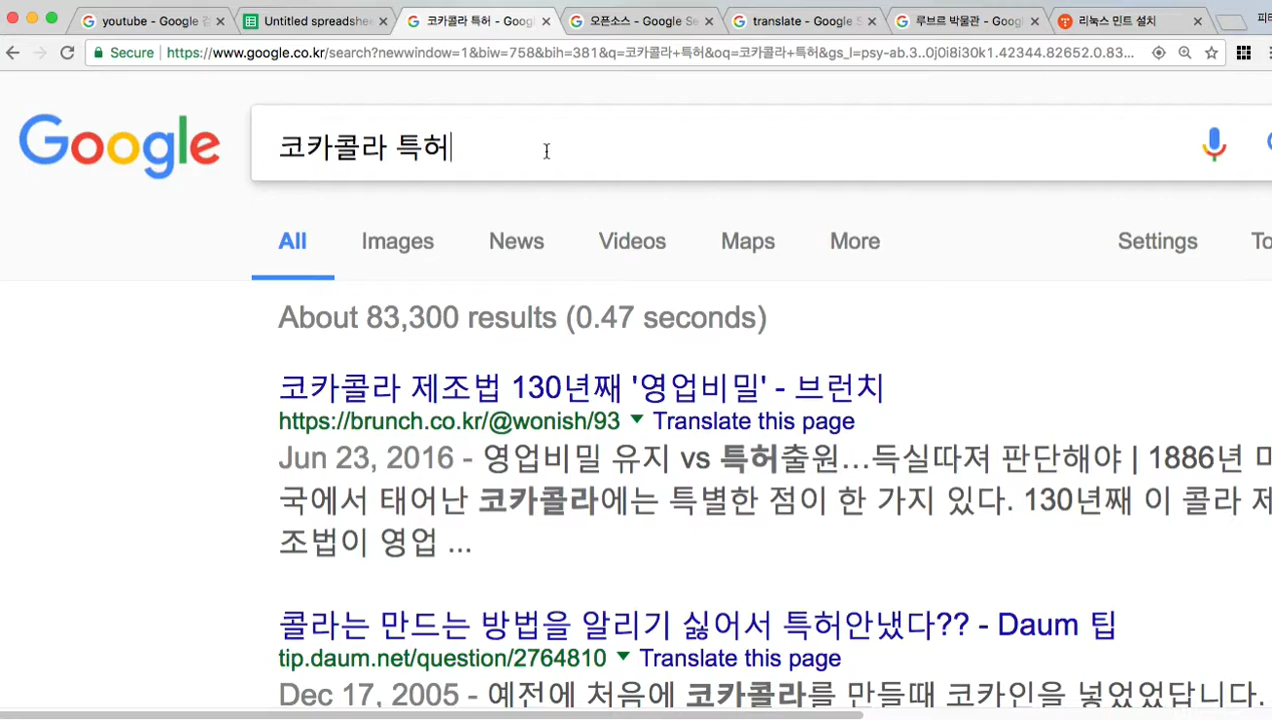 youtube - Google 검
Untitled spreadshee
코카콜라 특허 - Goog
오픈소스 - Google Se
translate - Google S
루브르 박물관 - Google
리눅스 민트 설치
피터
Secure
https://www.google.co.kr/search?newwindow=1&biw=758&bih=381&q=코카콜라+특허&oq=코카콜라+특허&gs_l=psy-ab.3..0j0i8i30k1.42344.82652.0.83...
Google
코카콜라 특허
All
Images
News
Videos
Maps
More
Settings
To
About 83,300 results (0.47 seconds)
코카콜라 제조법 130년째 '영업비밀' - 브런치
https://brunch.co.kr/@wonish/93 Translate this page
Jun 23, 2016 - 영업비밀 유지 vs 특허출원...득실따져 판단해야 | 1886년 미
국에서 태어난 코카콜라에는 특별한 점이 한 가지 있다. 130년째 이 콜라 제
조법이 영업 ...
콜라는 만드는 방법을 알리기 싫어서 특허안냈다?? - Daum 팁
tip.daum.net/question/2764810 Translate this page
Dec 17, 2005 - 예전에 처음에 코카콜라를 만들때 코카인을 넣었었답니다.